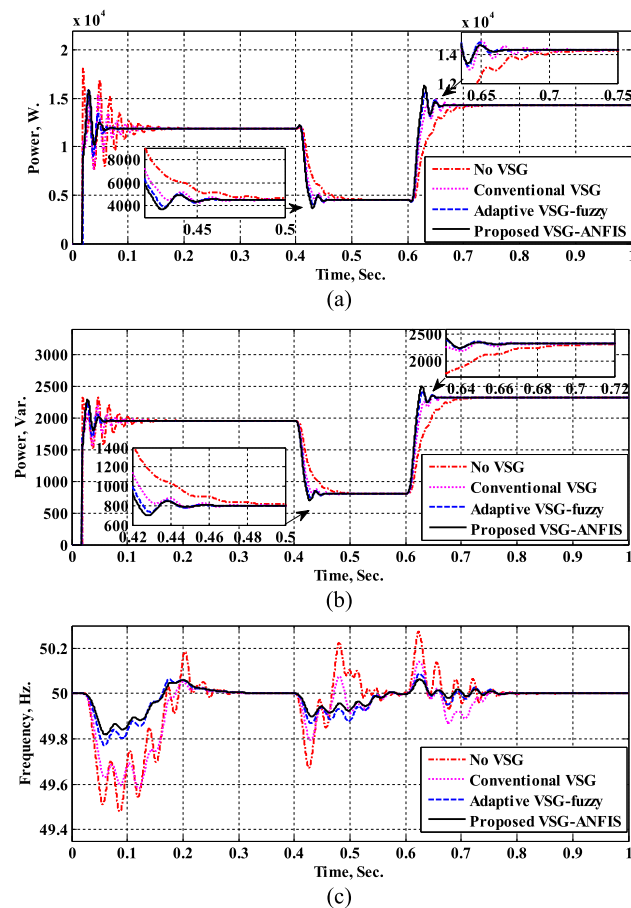 x 10^4
x 10^4
2
1.5
1
0.5
0
Power, W.
1.4
1.2
0.65
0.7
0.75
8000
6000
4000
0.45
0.5
No VSG
Conventional VSG
Adaptive VSG-fuzzy
Proposed VSG-ANFIS
0 0.1 0.2 0.3 0.4 0.5 0.6 0.7 0.8 0.9 1
Time, Sec.
(a)
3000
2500
2000
1500
1000
500
0
Power, Var.
2500
2000
0.64 0.66 0.68 0.7 0.72
1400
1200
1000
800
600
0.42 0.44 0.46 0.48 0.5
No VSG
Conventional VSG
Adaptive VSG-fuzzy
Proposed VSG-ANFIS
0 0.1 0.2 0.3 0.4 0.5 0.6 0.7 0.8 0.9 1
Time, Sec.
(b)
50.2
50
49.8
49.6
49.4
Frequency, Hz.
No VSG
Conventional VSG
Adaptive VSG-fuzzy
Proposed VSG-ANFIS
0 0.1 0.2 0.3 0.4 0.5 0.6 0.7 0.8 0.9 1
Time, Sec.
(c)